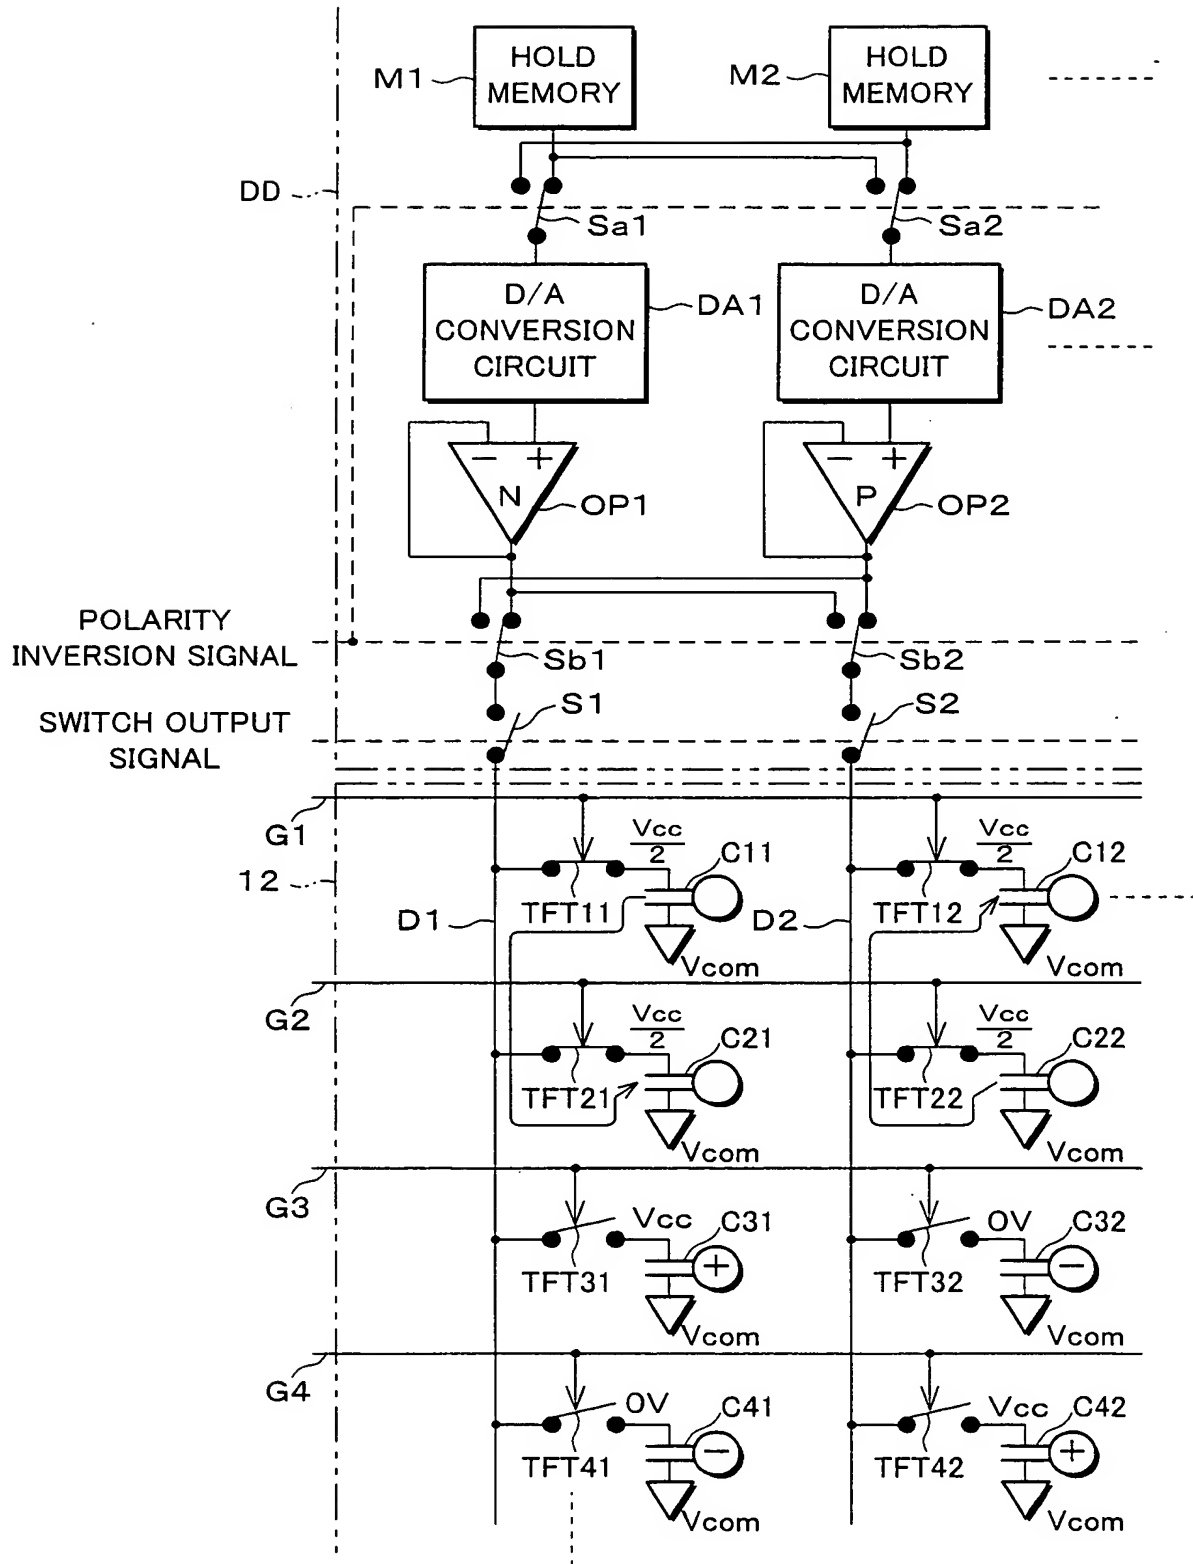 HOLD
MEMORY
M1
HOLD
MEMORY
M2
DD
Sa1
Sa2
D/A
CONVERSION
CIRCUIT
DA1
D/A
CONVERSION
CIRCUIT
DA2
− +
N
OP1
− +
P
OP2
POLARITY
INVERSION SIGNAL
Sb1
Sb2
SWITCH OUTPUT
SIGNAL
S1
S2
G1
12
Vcc
2
C11
Vcc
2
C12
D1
TFT11
D2
TFT12
Vcom
Vcom
G2
Vcc
2
C21
Vcc
2
C22
TFT21
TFT22
Vcom
Vcom
G3
Vcc
C31
+
0V
C32
−
TFT31
TFT32
Vcom
Vcom
G4
0V
C41
−
Vcc
C42
+
TFT41
TFT42
Vcom
Vcom